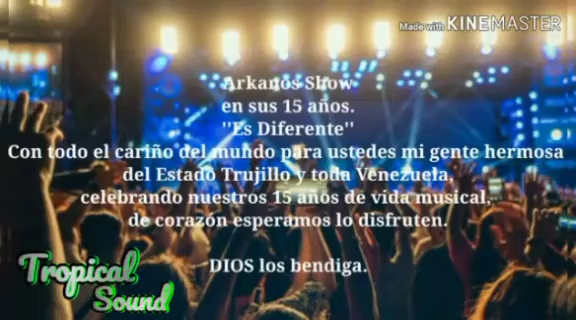 Made with KINEMASTER
Arkanos Show
en sus 15 años.
"Es Diferente"
Con todo el cariño del mundo para ustedes mi gente hermosa
del Estado Trujillo y toda Venezuela,
celebrando nuestros 15 años de vida musical,
de corazón esperamos lo disfruten.
DIOS los bendiga.
Tropical
Sound